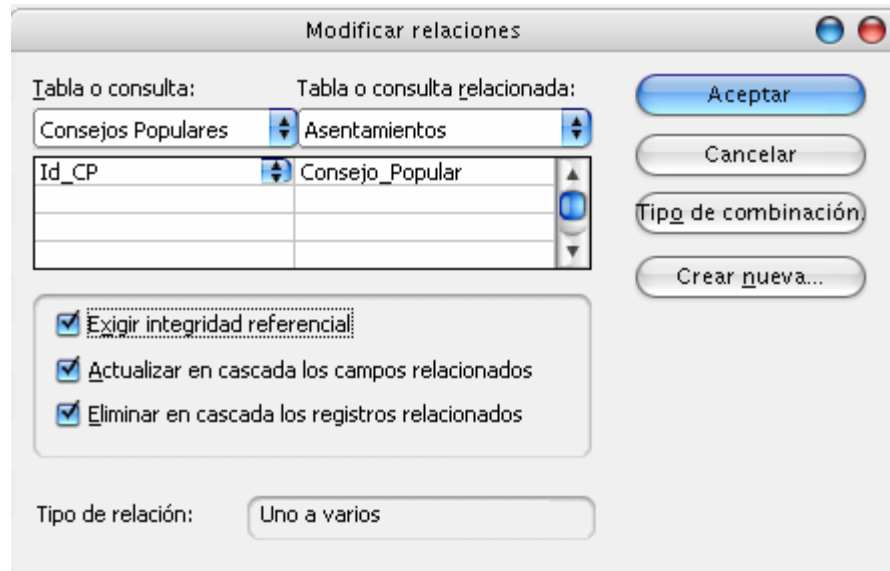 Modificar relaciones
Tabla o consulta: Tabla o consulta relacionada:
Consejos Populares Asentamientos
Id_CP Consejo_Popular
Aceptar
Cancelar
Tipo de combinación.
Crear nueva...
Exigir integridad referencial
Actualizar en cascada los campos relacionados
Eliminar en cascada los registros relacionados
Tipo de relación: Uno a varios